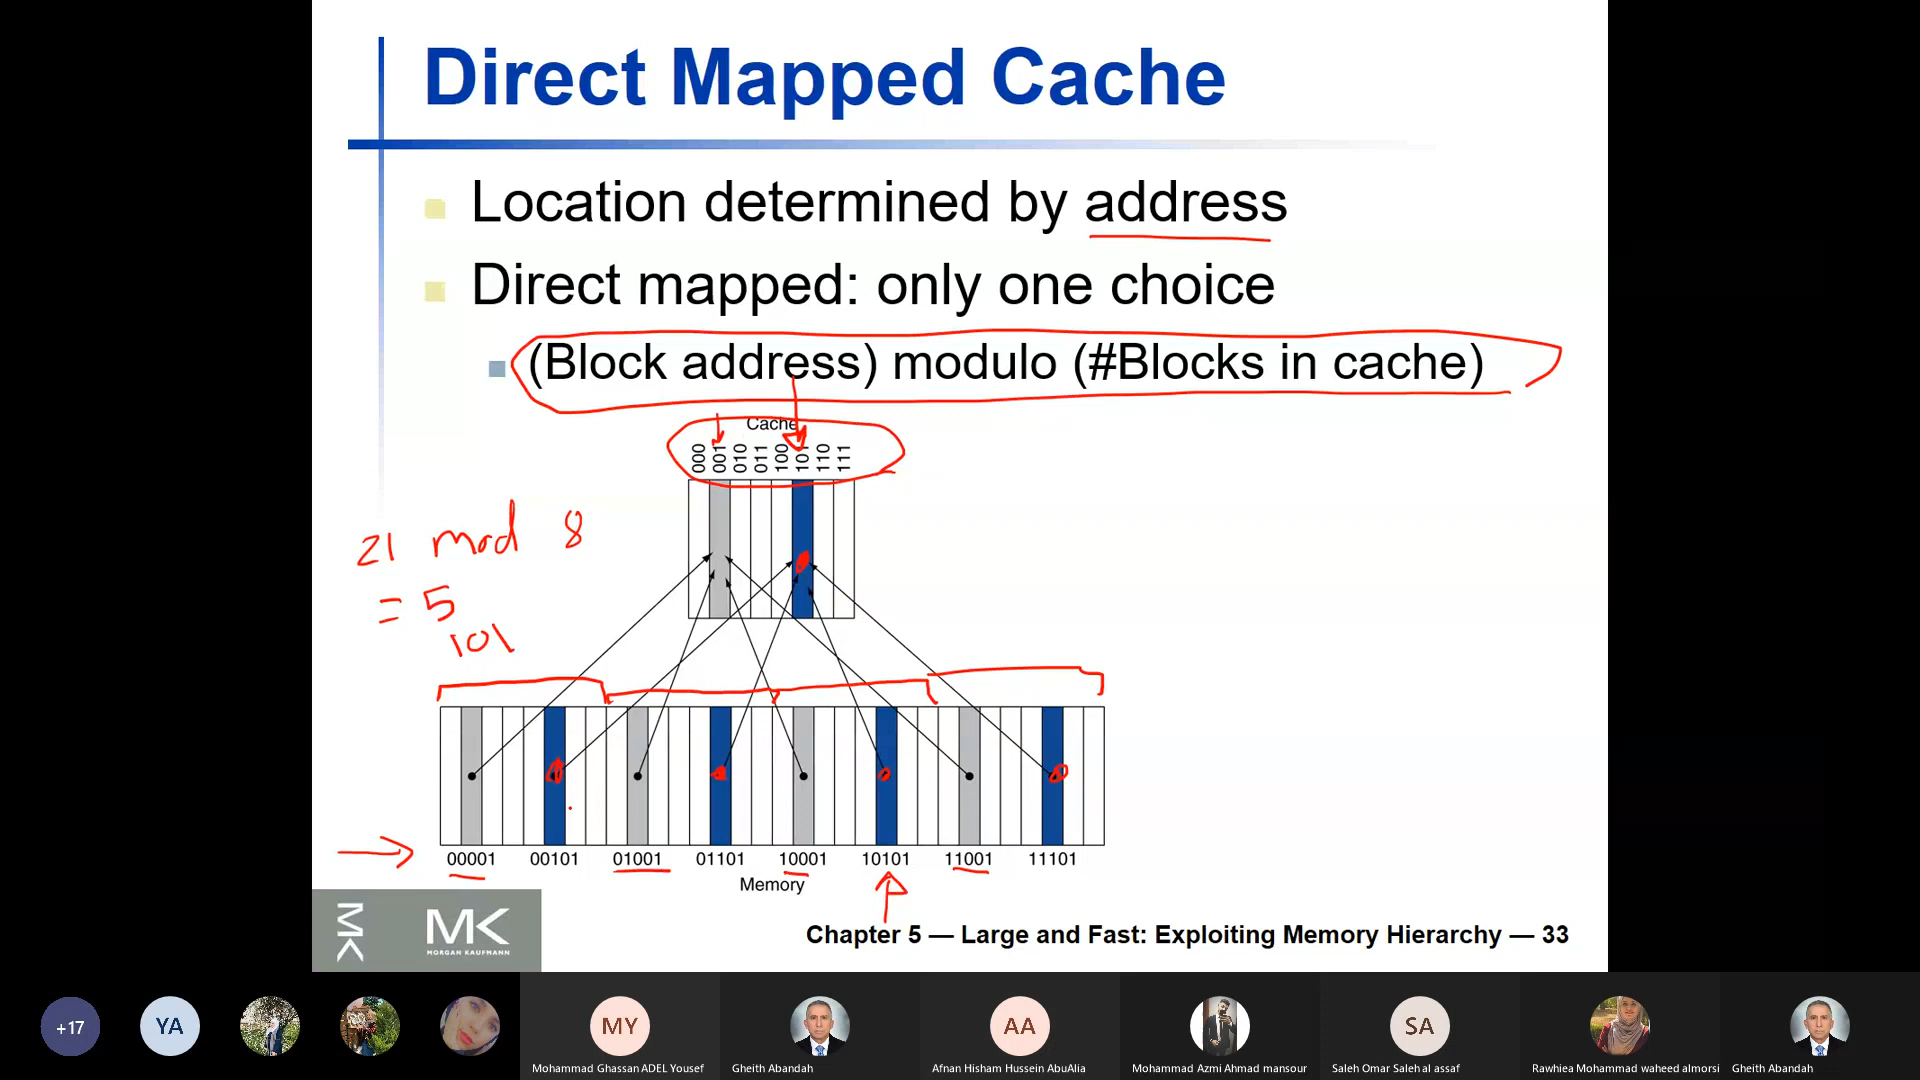 Direct Mapped Cache
Location determined by address
Direct mapped: only one choice
(Block address) modulo (#Blocks in cache)
Cache
000 001 010 011 100 101 110 111
21 mod 8
= 5
101
00001 00101 01001 01101 10001 10101 11001 11101
Memory
MK MK
MORGAN KAUFMANN
Chapter 5 — Large and Fast: Exploiting Memory Hierarchy — 33
+17 YA MY AA SA
Mohammad Ghassan ADEL Yousef Gheith Abandah Afnan Hisham Hussein AbuAlia Mohammad Azmi Ahmad mansour Saleh Omar Saleh al assaf Rawhiea Mohammad waheed almorsi Gheith Abandah